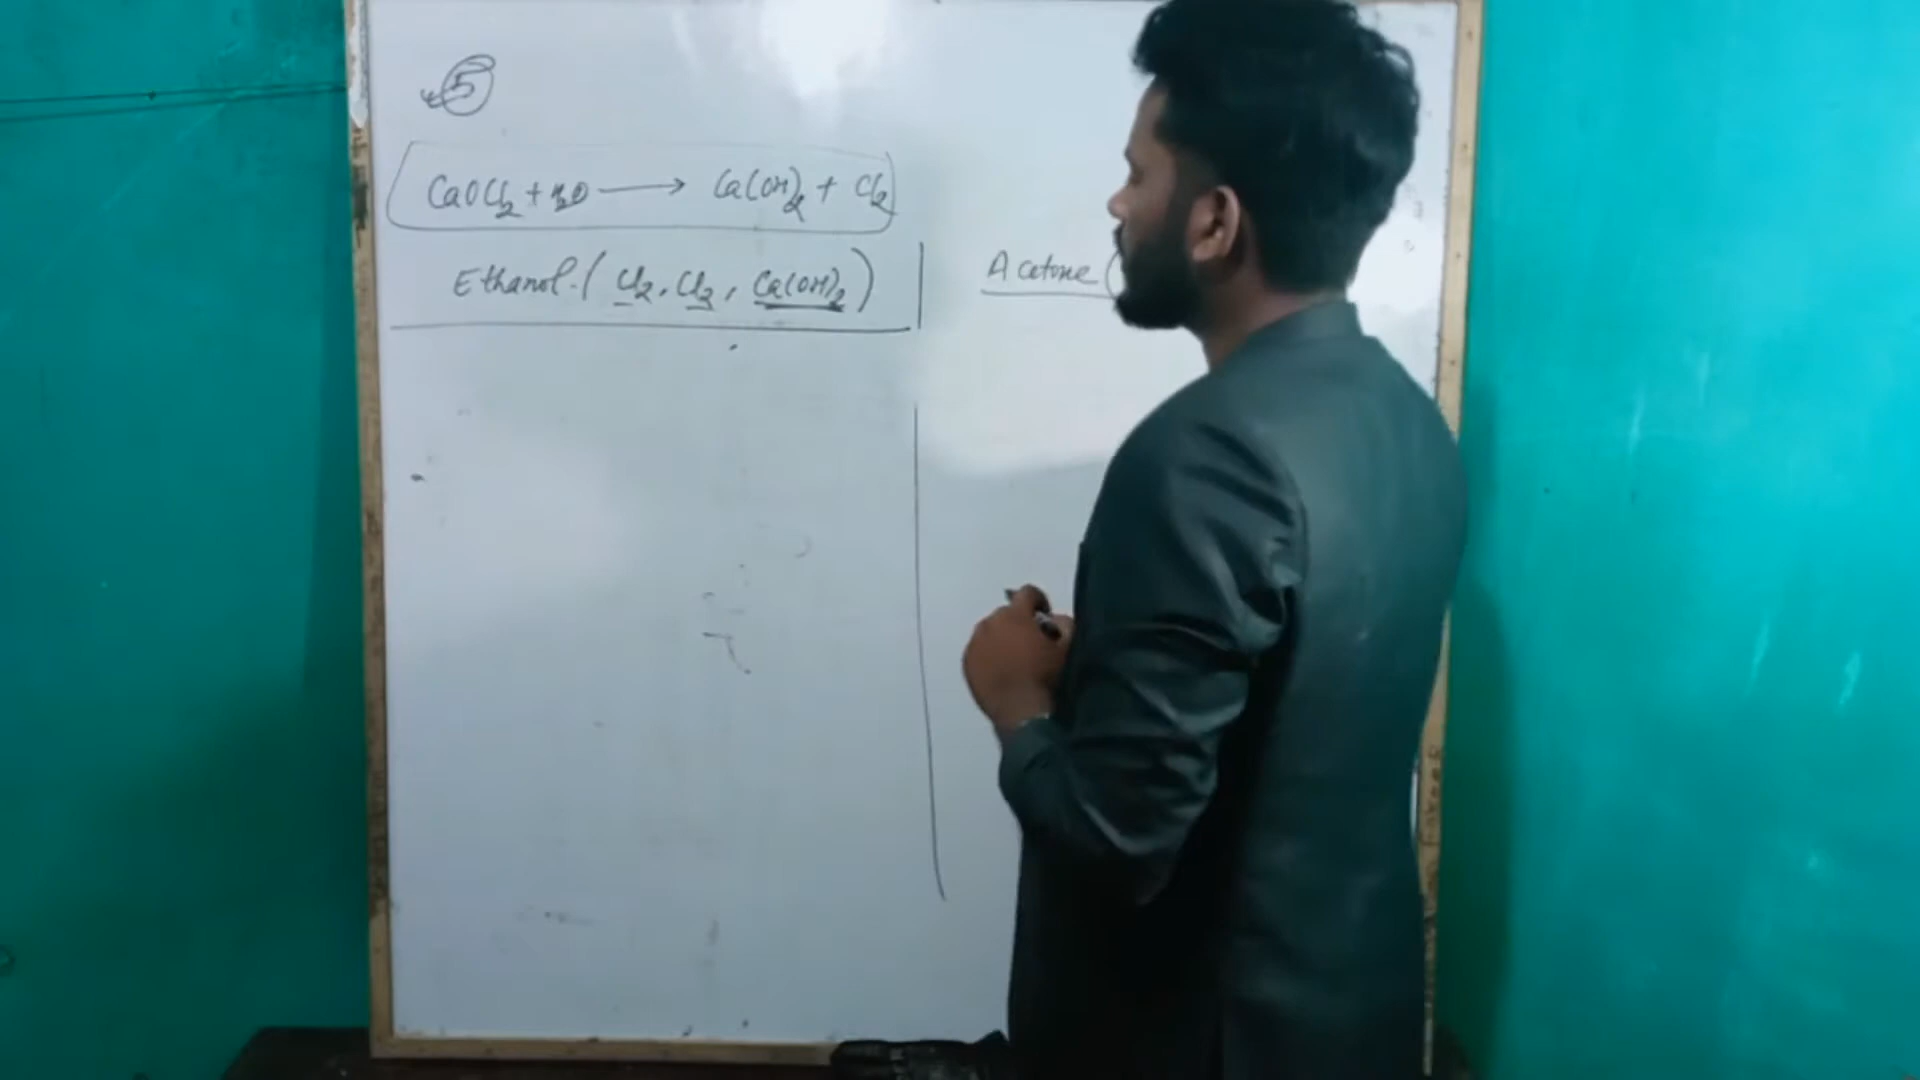 5
CaOCl₂ + H₂O ⟶ Ca(OH)₂ + Cl₂
Ethanol. ( Cl₂, Cl₂, Ca(OH)₂ )
Acetone (